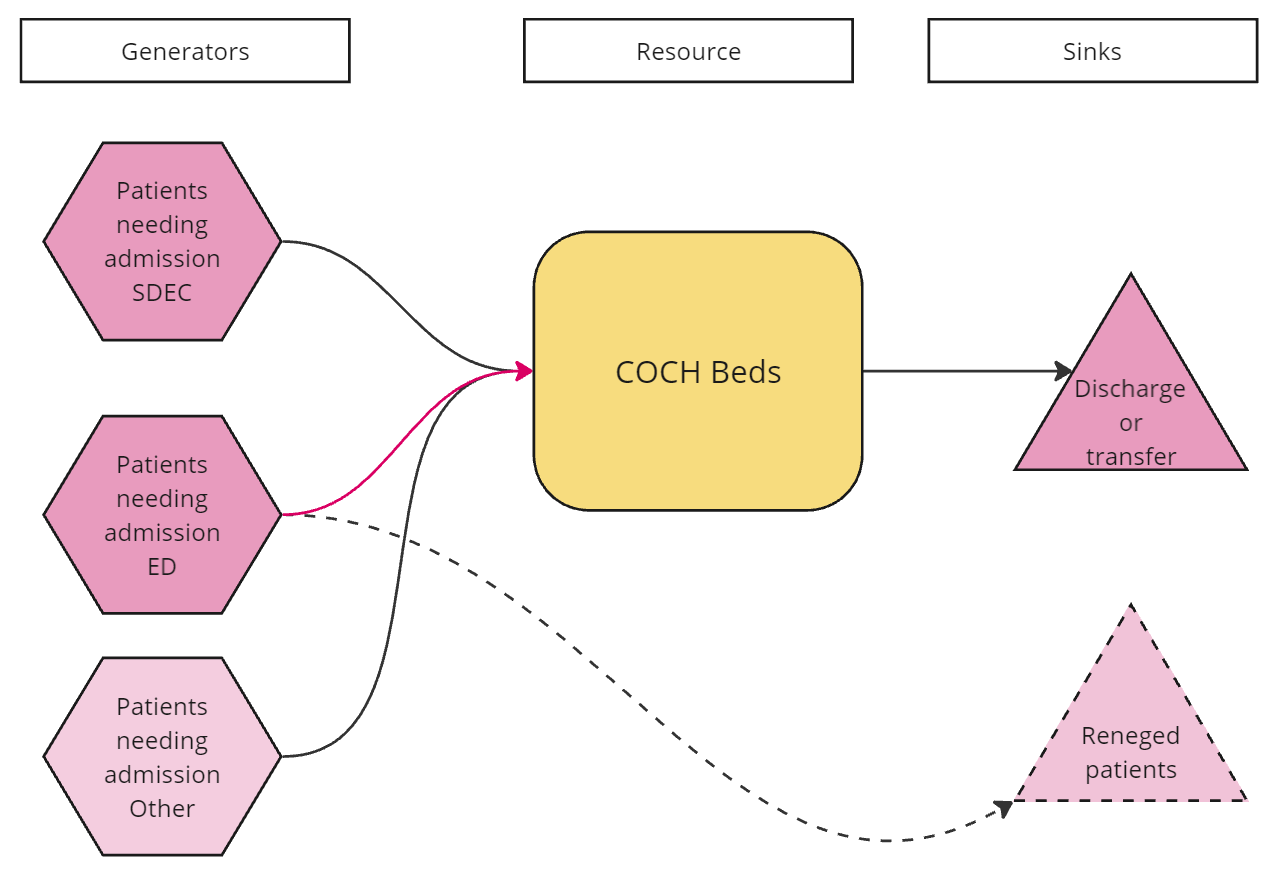 Generators
Resource
Sinks
Patients
needing
admission
SDEC
Patients
needing
admission
ED
Patients
needing
admission
Other
COCH Beds
Discharge
or
transfer
Reneged
patients